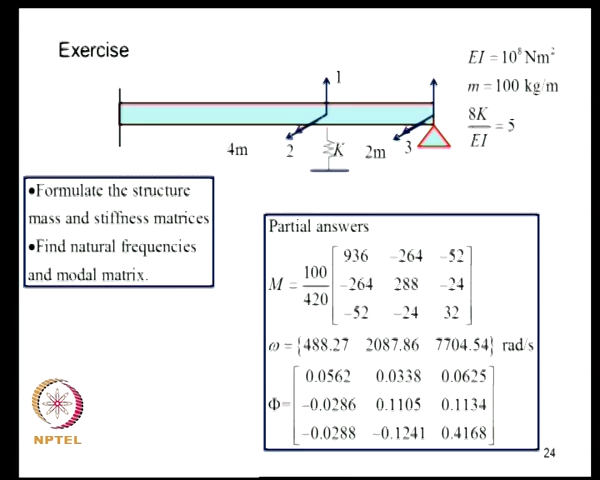 Exercise
1
EI = 10⁸ Nm²
m = 100 kg/m
8K/EI = 5
4m
2
K
2m
3
•Formulate the structure
mass and stiffness matrices
•Find natural frequencies
and modal matrix.
Partial answers
M = 100/420 [936 −264 −52
−264 288 −24
−52 −24 32]
ω = {488.27 2087.86 7704.54} rad/s
Φ= [0.0562 0.0338 0.0625
−0.0286 0.1105 0.1134
−0.0288 −0.1241 0.4168]
NPTEL
24